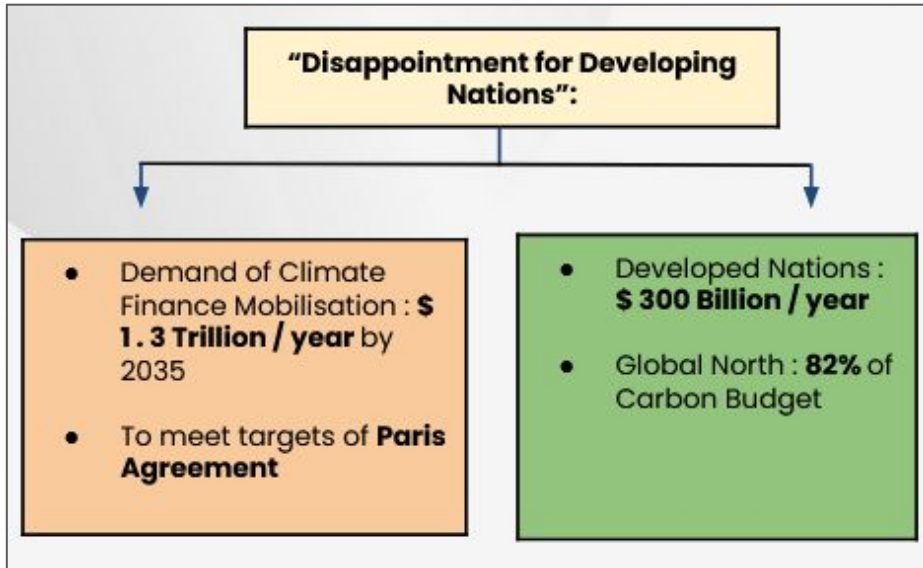 “Disappointment for Developing
Nations”:
● Demand of Climate
Finance Mobilisation : $
1 . 3 Trillion / year by
2035
● To meet targets of Paris
Agreement
● Developed Nations :
$ 300 Billion / year
● Global North : 82% of
Carbon Budget